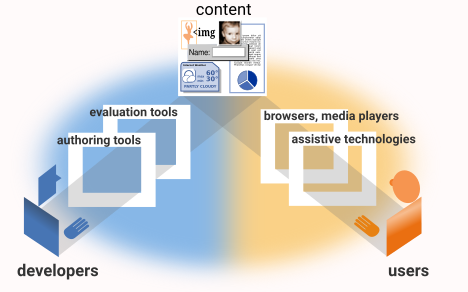 content
<img
Name:
60°
30°
PARTLY CLOUDY
evaluation tools
authoring tools
browsers, media players
assistive technologies
developers
users